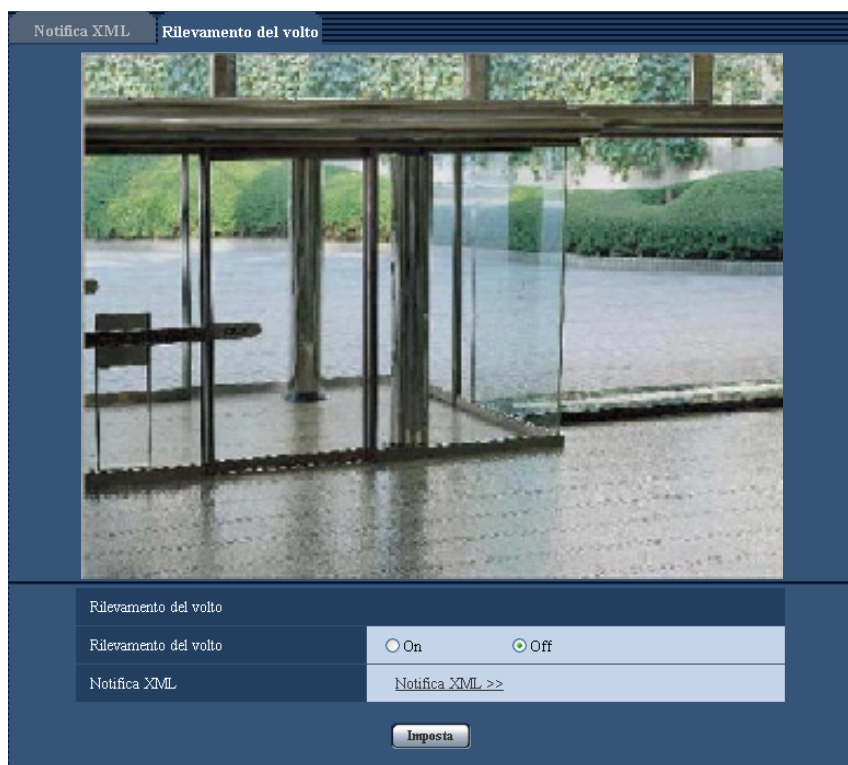 Notifica XML Rilevamento del volto
Rilevamento del volto
Rilevamento del volto On Off
Notifica XML Notifica XML >>
Imposta